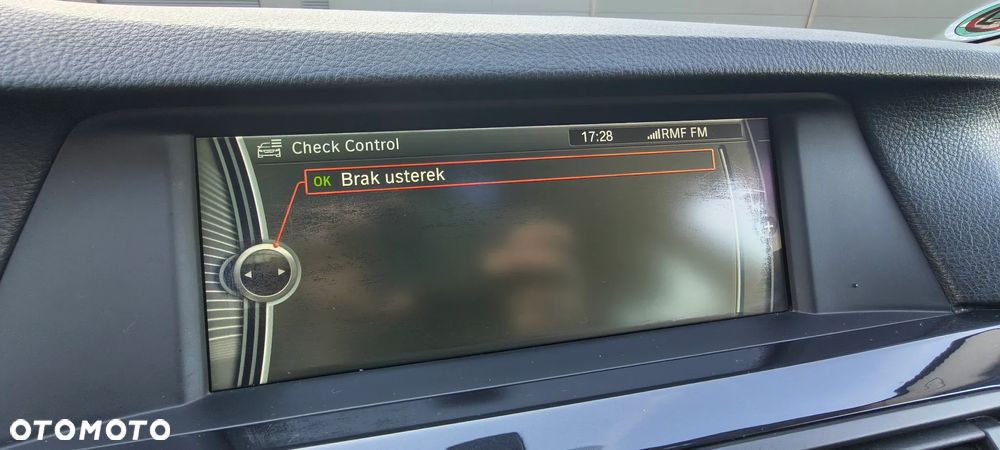 Check Control
17:28
RMF FM
OK Brak usterek
OTOMOTO